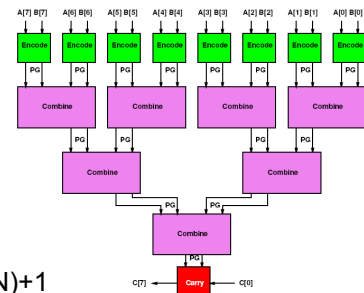 A[7] B[7] A[6] B[6] A[5] B[5] A[4] B[4] A[3] B[3] A[2] B[2] A[1] B[1] A[0] B[0]
Encode Encode Encode Encode Encode Encode Encode Encode
PG PG PG PG PG PG PG PG
Combine Combine Combine Combine
PG PG PG PG
Combine Combine
PG PG
Combine
PG
C[7] Carry C[0]
N)+1